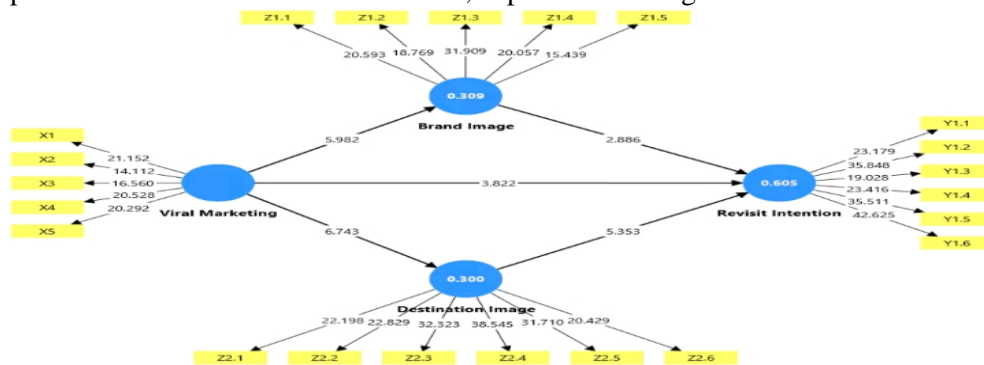 Z1.1 Z1.2 Z1.3 Z1.4 Z1.5
20.593 18.769 31.909 20.057 15.439
0.309
Brand Image
5.982 2.886
X1
X2
X3
X4
X5
21.152
14.112
16.560
20.528
20.292
Viral Marketing
3.822
0.605
Revisit Intention
Y1.1
Y1.2
Y1.3
Y1.4
Y1.5
Y1.6
23.179
35.848
19.028
23.416
35.511
42.625
6.743 5.353
0.300
Destination Image
22.198 22.829 32.323 38.545 31.710 20.429
Z2.1 Z2.2 Z2.3 Z2.4 Z2.5 Z2.6